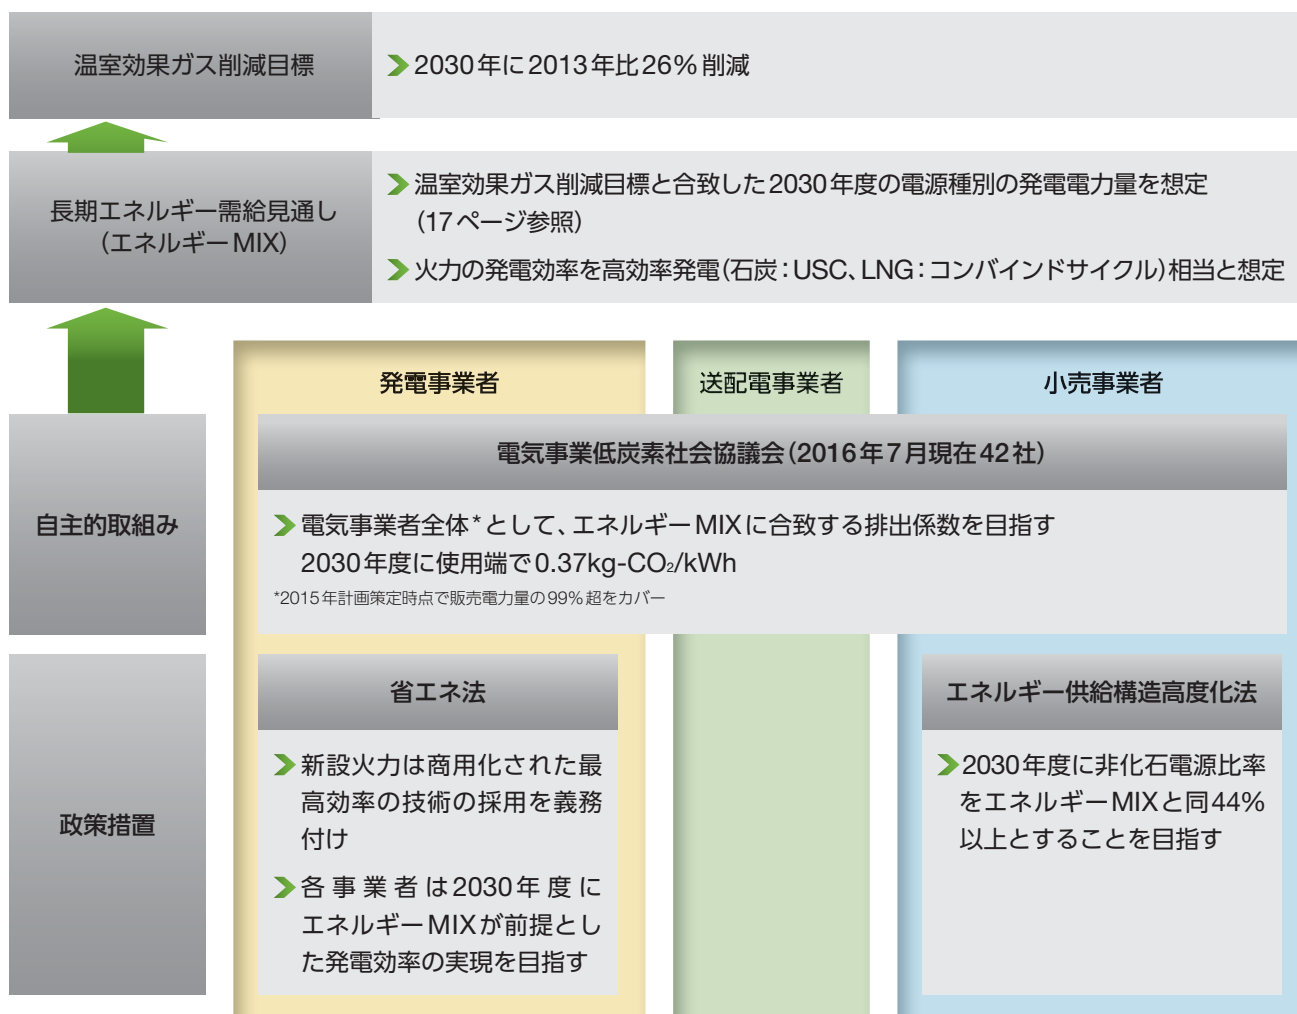 温室効果ガス削減目標
2030年に2013年比26%削減
長期エネルギー需給見通し
(エネルギーMIX)
温室効果ガス削減目標と合致した2030年度の電源種別の発電電力量を想定
(17ページ参照)
火力の発電効率を高効率発電(石炭:USC、LNG:コンバインドサイクル)相当と想定
発電事業者
送配電事業者
小売事業者
自主的取組み
電気事業低炭素社会協議会(2016年7月現在42社)
電気事業者全体*として、エネルギーMIXに合致する排出係数を目指す
2030年度に使用端で0.37kg-CO₂/kWh
*2015年計画策定時点で販売電力量の99%超をカバー
政策措置
省エネ法
新設火力は商用化された最
高効率の技術の採用を義務
付け
各事業者は2030年度に
エネルギーMIXが前提とし
た発電効率の実現を目指す
エネルギー供給構造高度化法
2030年度に非化石電源比率
をエネルギーMIXと同44%
以上とすることを目指す